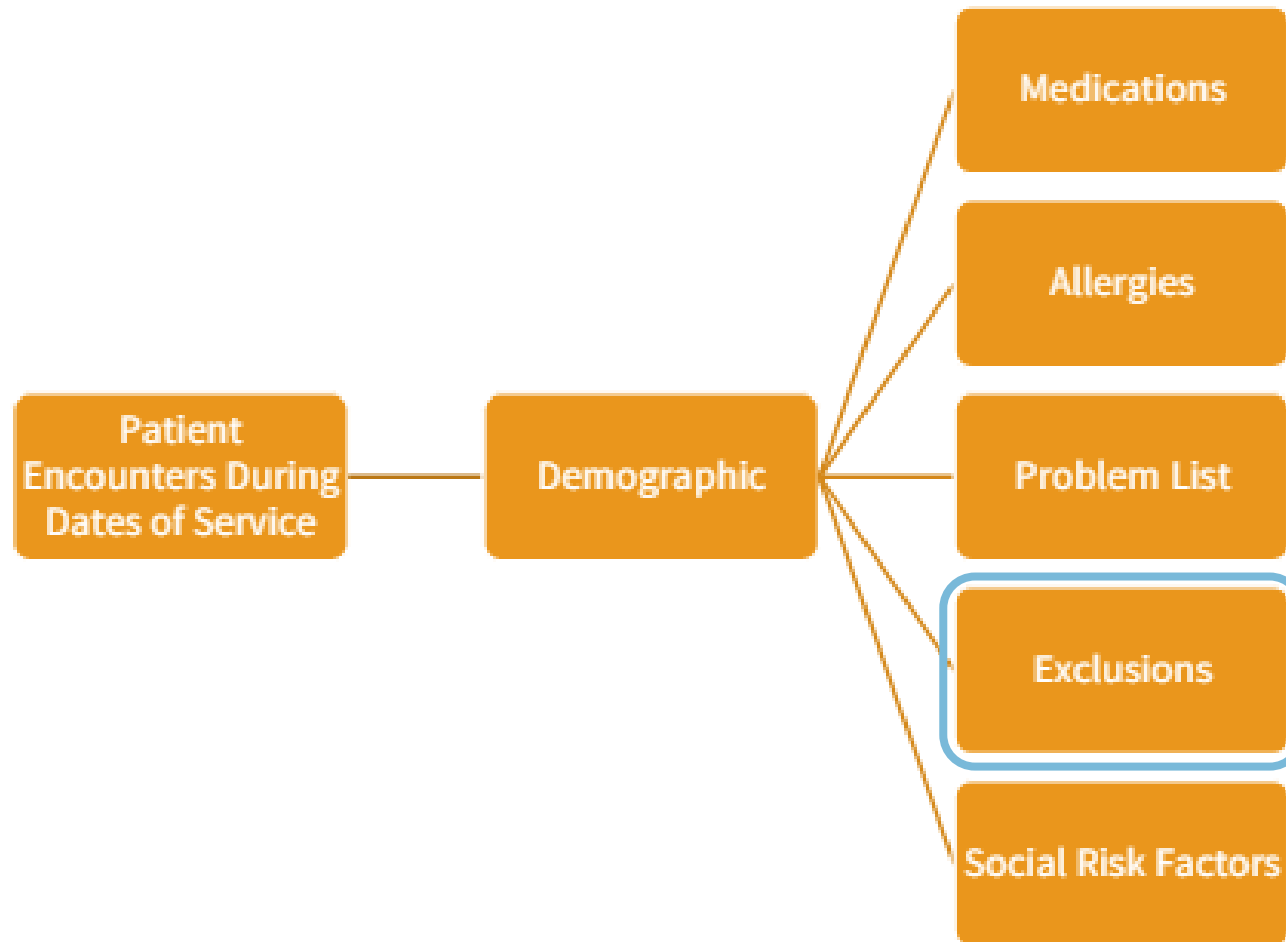 Patient
Encounters During
Dates of Service
Demographic
Medications
Allergies
Problem List
Exclusions
Social Risk Factors